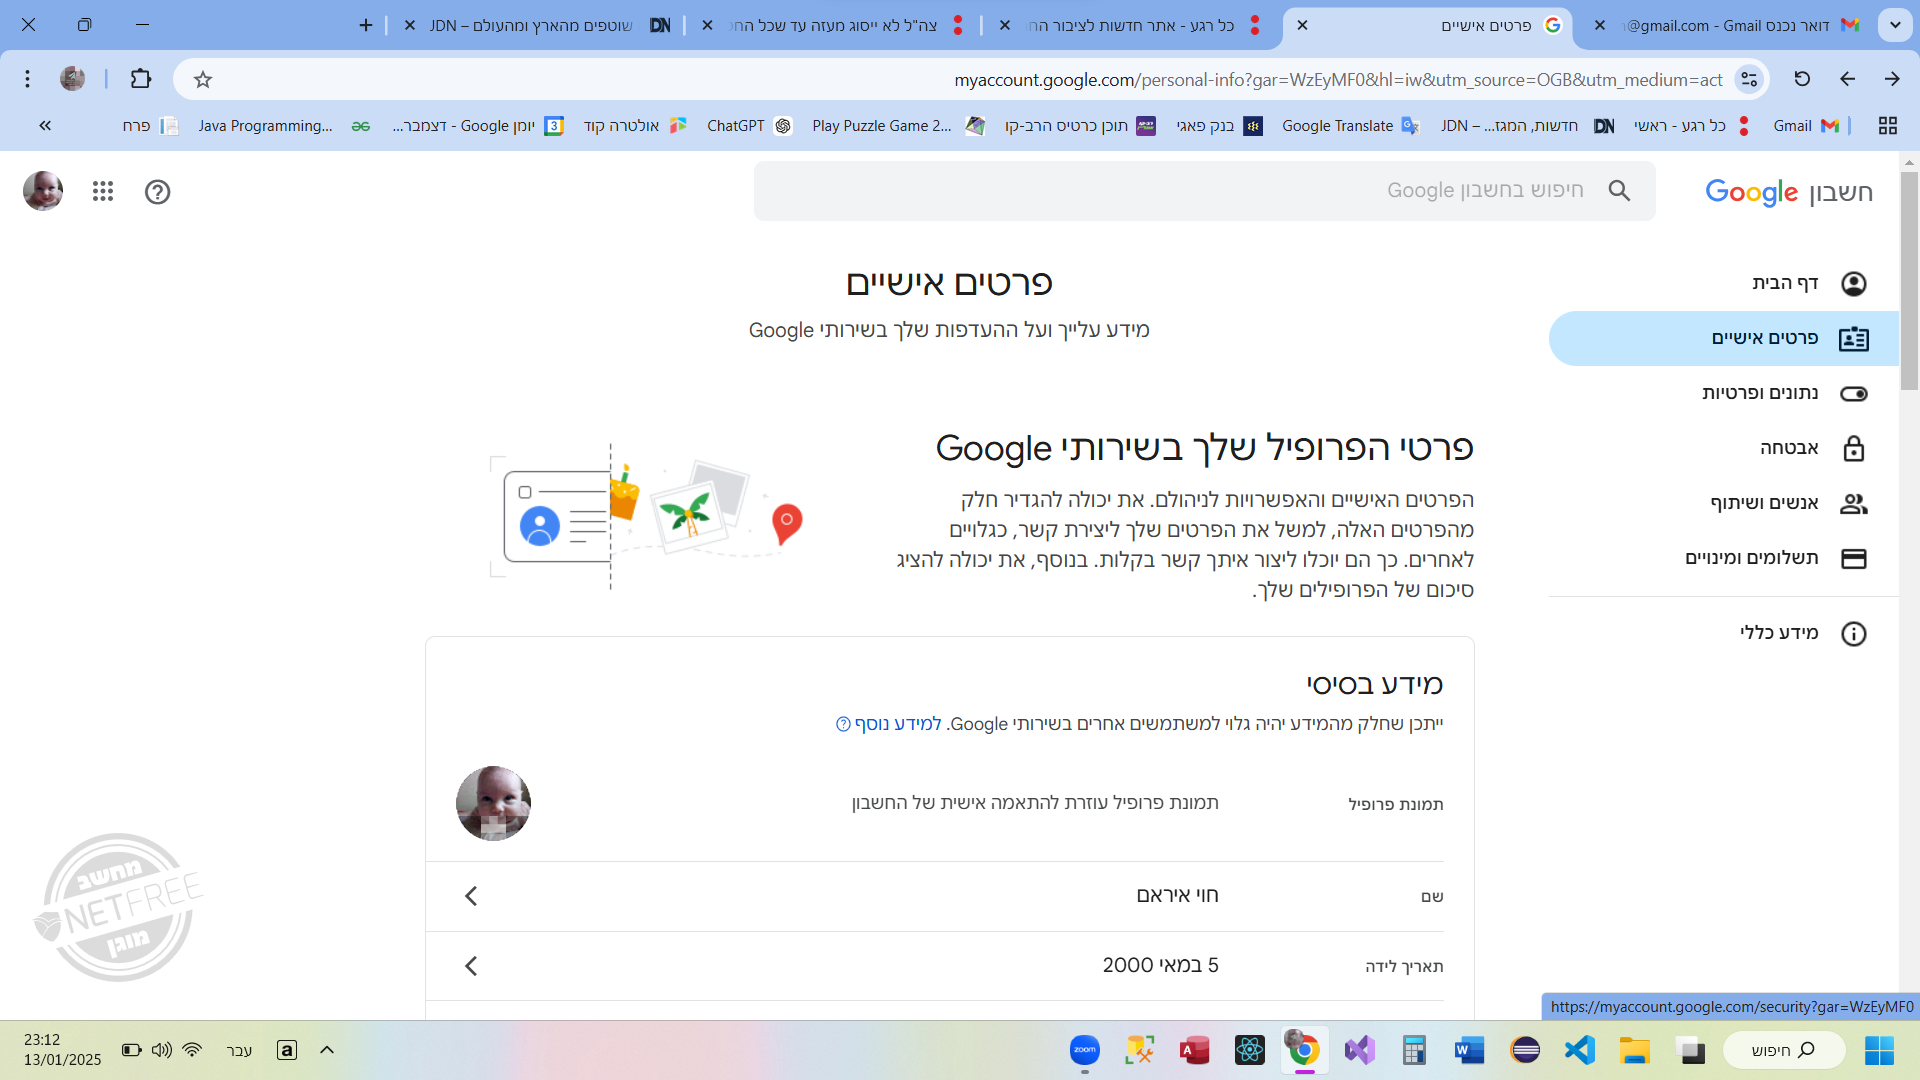 דואר נכנס @gmail.com - Gmail
פרטים אישיים
כל רגע - אתר חדשות לציבור
צה"ל לא ייסוג מעזה עד שכל
שוטפים מהארץ ומהעולם – JDN
myaccount.google.com/personal-info?gar=WzEyMF0&hl=iw&utm_source=OGB&utm_medium=act
Gmail
כל רגע - ראשי
חדשות, המגז... – JDN
Google Translate
בנק פאגי
תוכן כרטיס הרב-קו
Play Puzzle Game 2...
ChatGPT
אולטרה קוד
יומן Google - דצמבר...
Java Programming...
פרח
חשבון Google
חיפוש בחשבון Google
דף הבית
פרטים אישיים
נתונים ופרטיות
אבטחה
אנשים ושיתוף
תשלומים ומינויים
מידע כללי
פרטים אישיים
מידע עלייך ועל ההעדפות שלך בשירותי Google
פרטי הפרופיל שלך בשירותי Google
הפרטים האישיים והאפשרויות לניהולם. את יכולה להגדיר חלק
מהפרטים האלה, למשל את הפרטים שלך ליצירת קשר, כגלויים
לאחרים. כך הם יוכלו ליצור איתך קשר בקלות. בנוסף, את יכולה להציג
סיכום של הפרופילים שלך.
מידע בסיסי
ייתכן שחלק מהמידע יהיה גלוי למשתמשים אחרים בשירותי Google. למידע נוסף
תמונת פרופיל
תמונת פרופיל עוזרת להתאמה אישית של החשבון
שם
חוי איראם
תאריך לידה
5 במאי 2000
מחשב
NETFREE
מוגן
https://myaccount.google.com/security?gar=WzEyMF0
חיפוש
zoom
עבר
23:12
13/01/2025